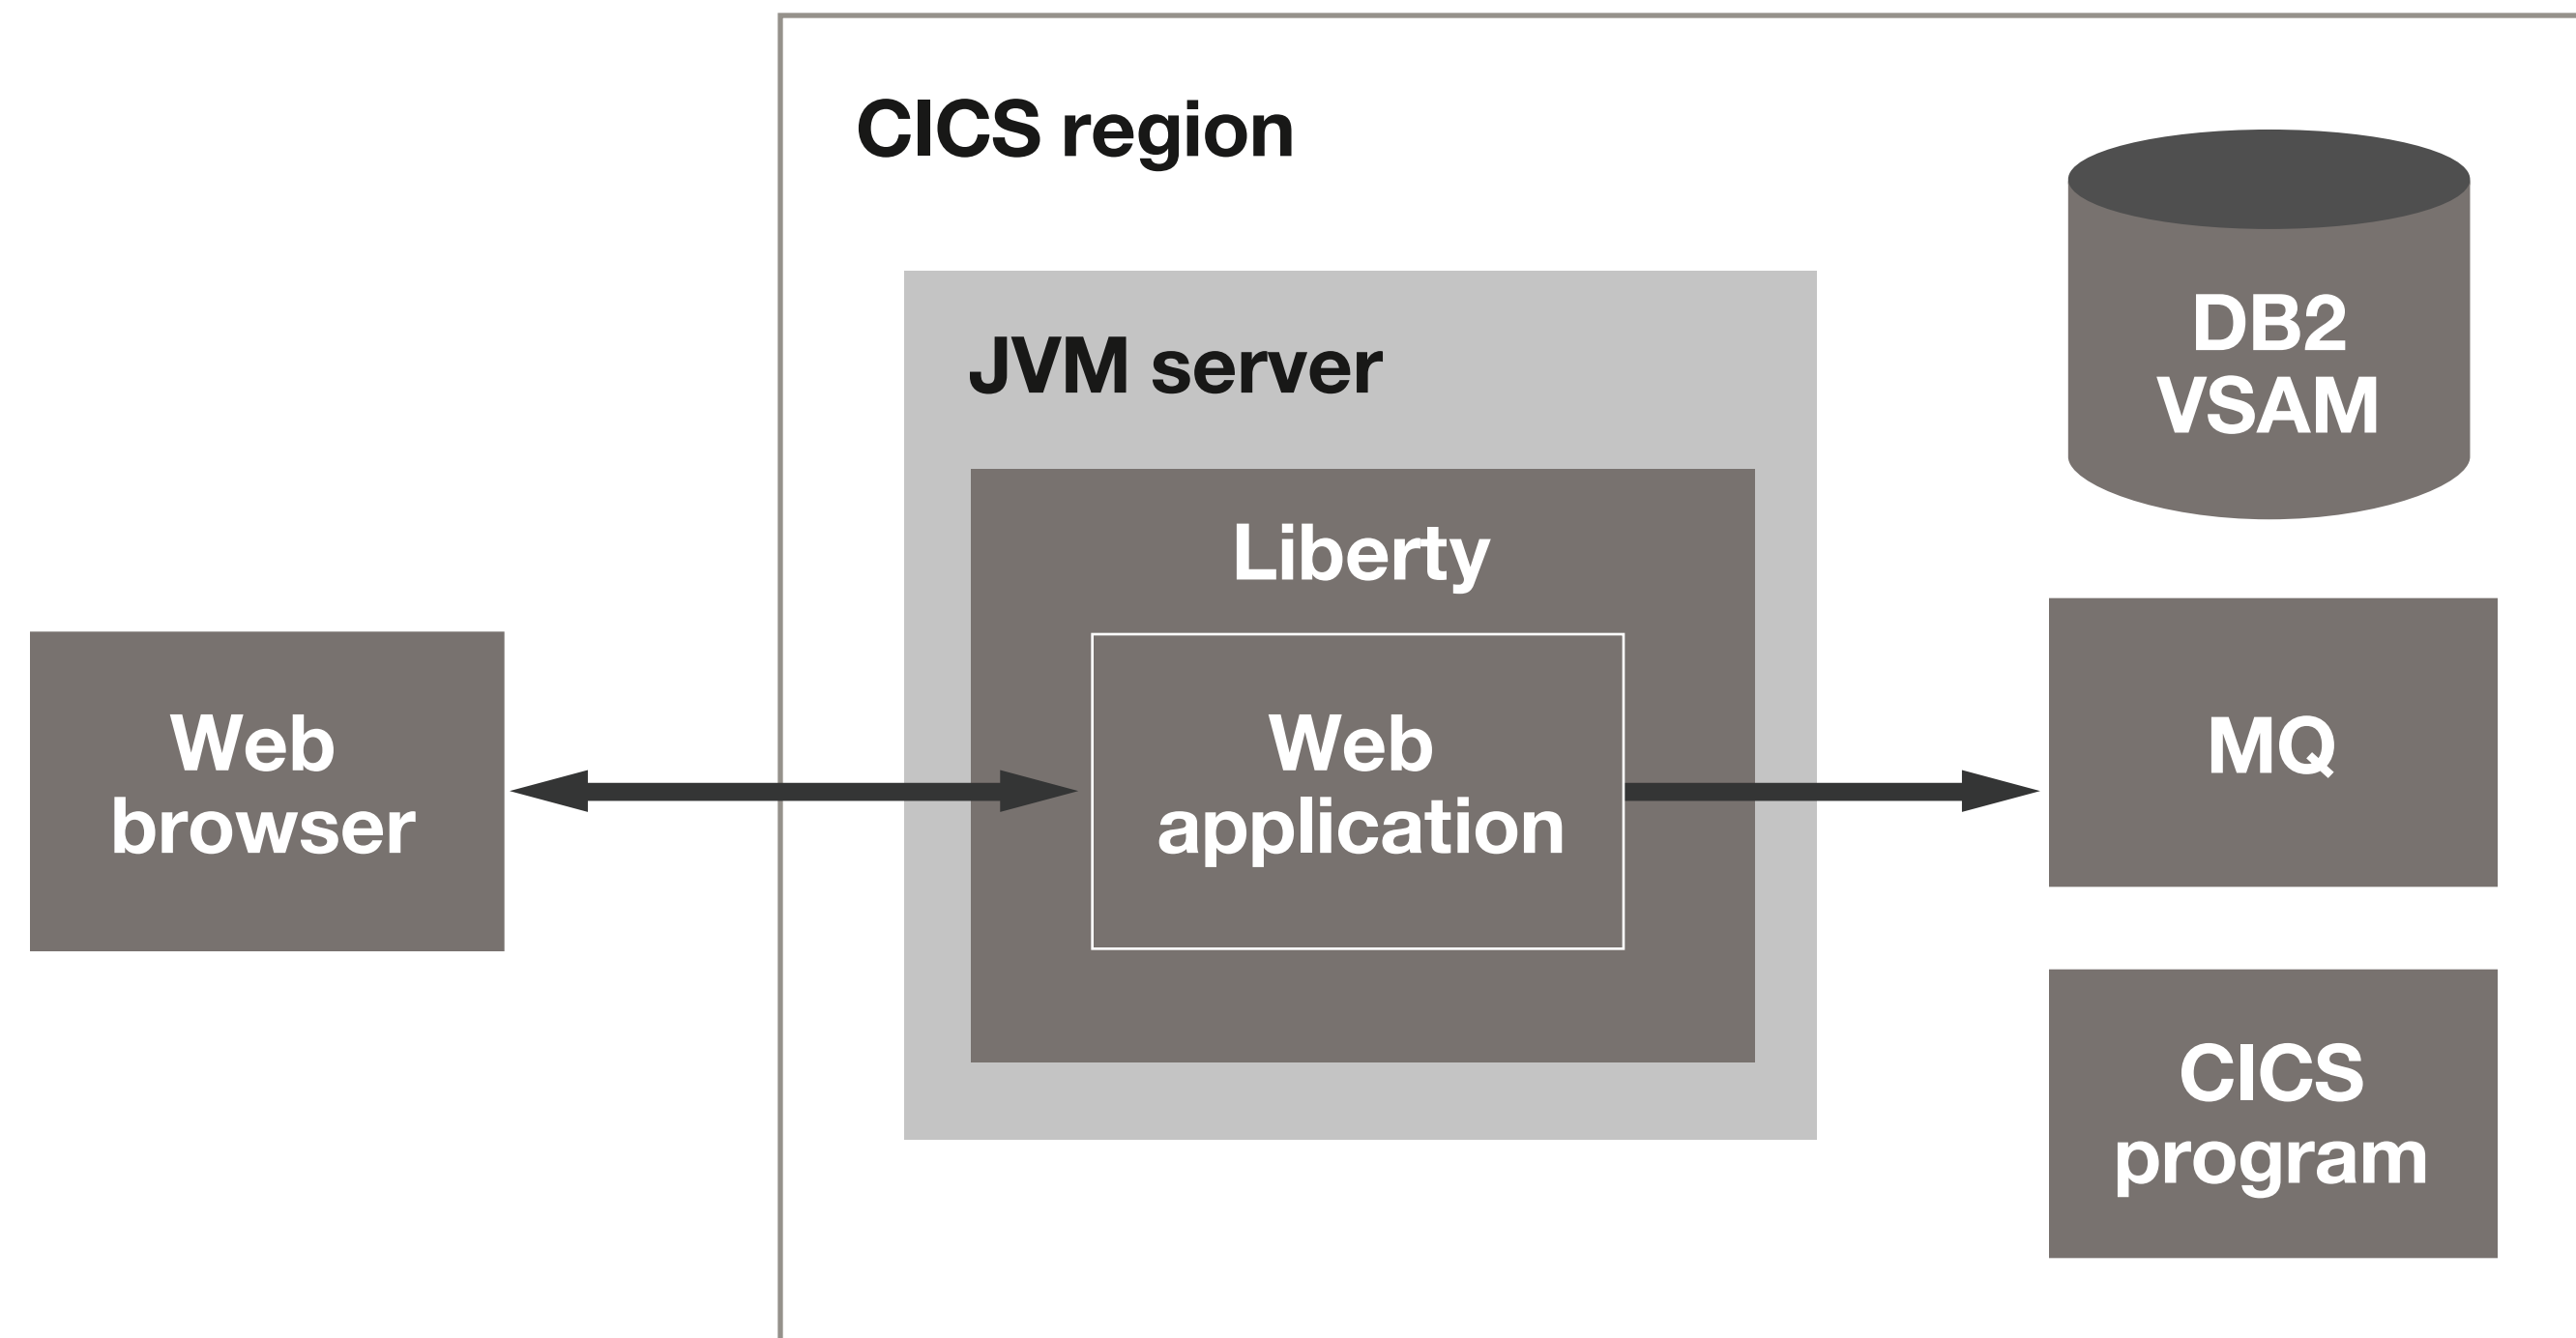 CICS region
JVM server
Liberty
Web
application
Web
browser
DB2
VSAM
MQ
CICS
program